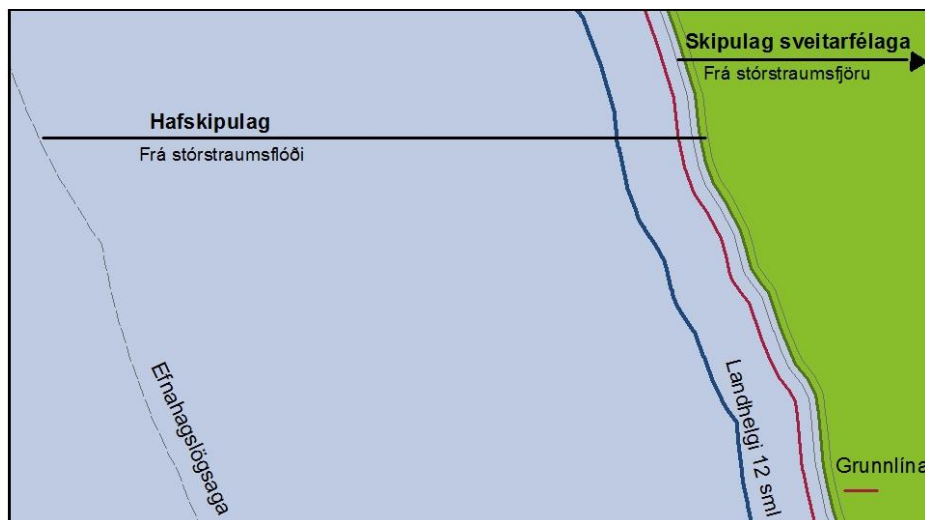 Skipulag sveitarfélaga
Frá stórstraumsfjöru
Hafskipulag
Frá stórstraumsflóði
Efnahagslögsaga
Landhelgi 12 sml
Grunnlína